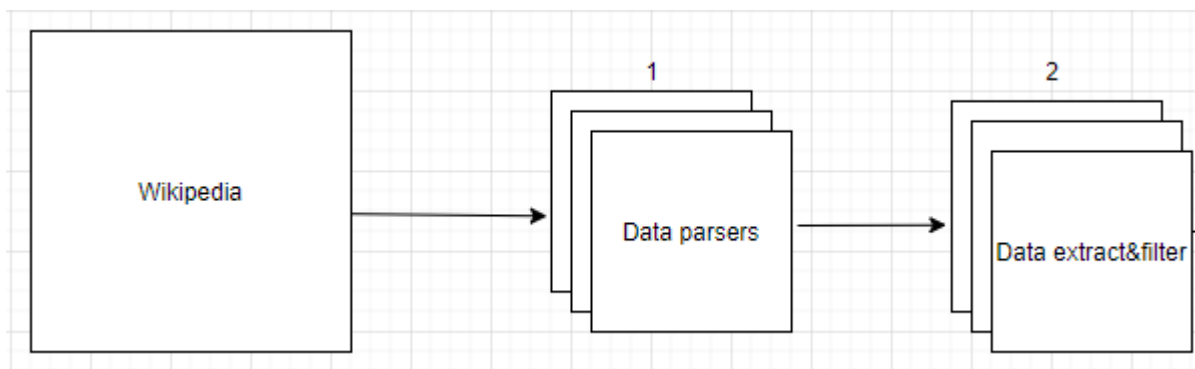 1
2
Wikipedia
Data parsers
Data extract&filter